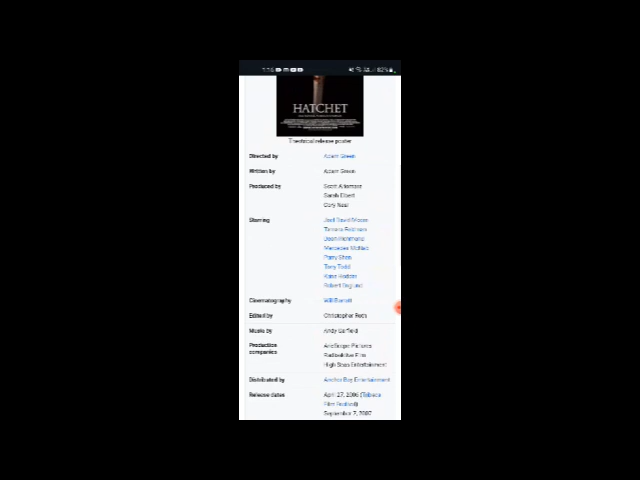 HATCHET
Theatrical release poster
Directed by Adam Green
Written by Adam Green
Produced by Scott Altomare
Sarah Elbert
Cory Neal
Starring Joel David Moore
Tamara Feldman
Deon Richmond
Mercedes McNab
Parry Shen
Tony Todd
Kane Hodder
Robert Englund
Cinematography Will Barratt
Edited by Christopher Roth
Music by Andy Garfield
Production ArieScope Pictures
companies Radioaktive Film
High Seas Entertainment
Distributed by Anchor Bay Entertainment
Release dates April 27, 2006 (Tribeca
Film Festival)
September 7, 2007